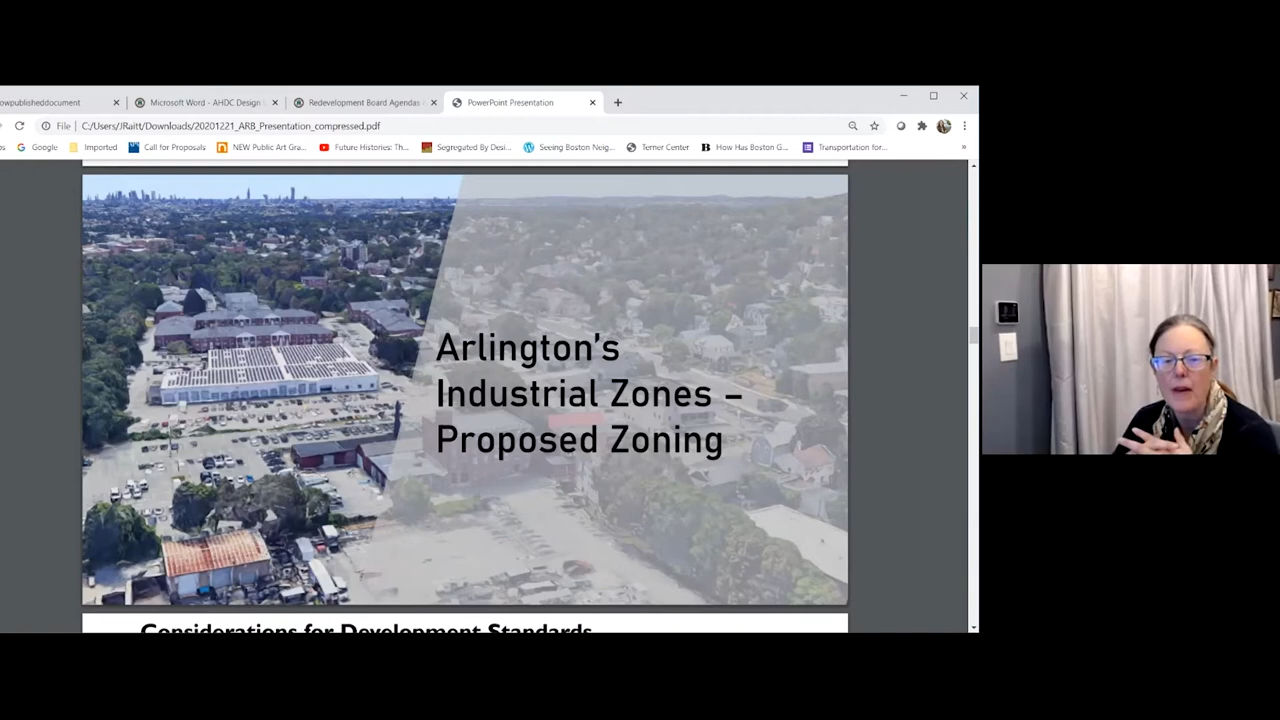 owpublisheddocument
Microsoft Word - AHDC Design
Redevelopment Board Agendas
PowerPoint Presentation
File
C:/Users/JRaitt/Downloads/20201221_ARB_Presentation_compressed.pdf
Google
Imported
Call for Proposals
NEW Public Art Gra...
Future Histories: Th...
Segregated By Desi...
Seeing Boston Neig...
Terner Center
B How Has Boston G...
Transportation for...
»
Arlington's
Industrial Zones –
Proposed Zoning
Considerations for Development Standards